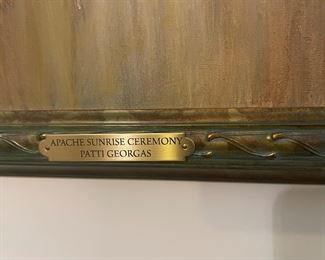 APACHE SUNRISE CEREMONY
PATTI GEORGAS